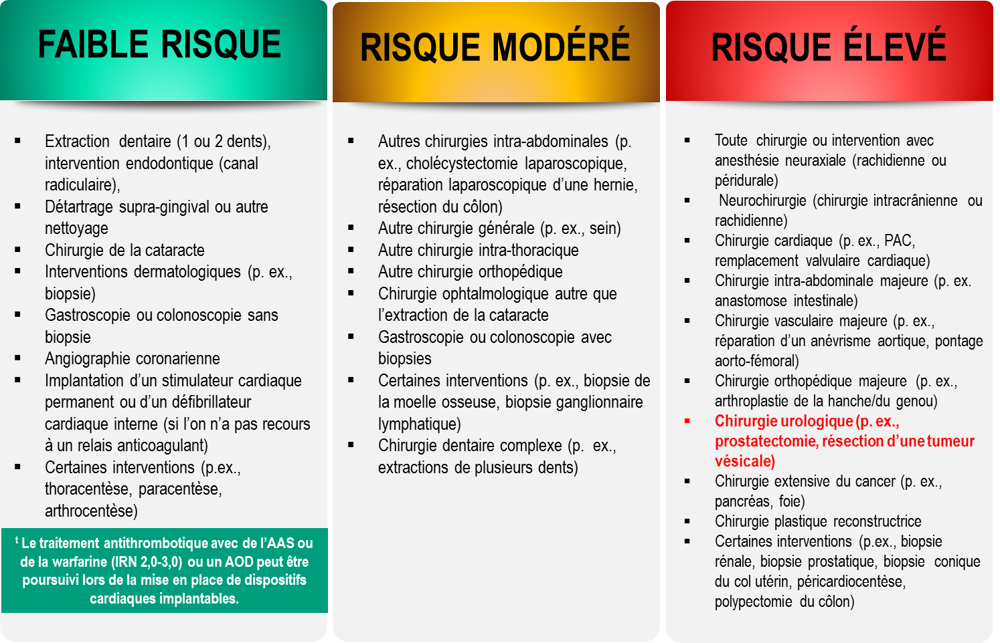 FAIBLE RISQUE
▪ Extraction dentaire (1 ou 2 dents),
intervention endodontique (canal
radiculaire),
▪ Détartrage supra-gingival ou autre
nettoyage
▪ Chirurgie de la cataracte
▪ Interventions dermatologiques (p. ex.,
biopsie)
▪ Gastroscopie ou colonoscopie sans
biopsie
▪ Angiographie coronarienne
▪ Implantation d’un stimulateur cardiaque
permanent ou d’un défibrillateur
cardiaque interne (si l’on n’a pas recours
à un relais anticoagulant)
▪ Certaines interventions (p.ex.,
thoracentèse, paracentèse,
arthrocentèse)
t Le traitement antithrombotique avec de l’AAS ou
de la warfarine (IRN 2,0-3,0) ou un AOD peut être
poursuivi lors de la mise en place de dispositifs
cardiaques implantables.
RISQUE MODÉRÉ
▪ Autres chirurgies intra-abdominales (p.
ex., cholécystectomie laparoscopique,
réparation laparoscopique d’une hernie,
résection du côlon)
▪ Autre chirurgie générale (p. ex., sein)
▪ Autre chirurgie intra-thoracique
▪ Autre chirurgie orthopédique
▪ Chirurgie ophtalmologique autre que
l’extraction de la cataracte
▪ Gastroscopie ou colonoscopie avec
biopsies
▪ Certaines interventions (p. ex., biopsie de
la moelle osseuse, biopsie ganglionnaire
lymphatique)
▪ Chirurgie dentaire complexe (p. ex.,
extractions de plusieurs dents)
RISQUE ÉLEVÉ
▪ Toute chirurgie ou intervention avec
anesthésie neuraxiale (rachidienne ou
péridurale)
▪ Neurochirurgie (chirurgie intracrânienne ou
rachidienne)
▪ Chirurgie cardiaque (p. ex., PAC,
remplacement valvulaire cardiaque)
▪ Chirurgie intra-abdominale majeure (p. ex.
anastomose intestinale)
▪ Chirurgie vasculaire majeure (p. ex.,
réparation d’un anévrisme aortique, pontage
aorto-fémoral)
▪ Chirurgie orthopédique majeure (p. ex.,
arthroplastie de la hanche/du genou)
▪ Chirurgie urologique (p. ex.,
prostatectomie, résection d’une tumeur
vésicale)
▪ Chirurgie extensive du cancer (p. ex.,
pancréas, foie)
▪ Chirurgie plastique reconstructrice
▪ Certaines interventions (p.ex., biopsie
rénale, biopsie prostatique, biopsie conique
du col utérin, péricardiocentèse,
polypectomie du côlon)